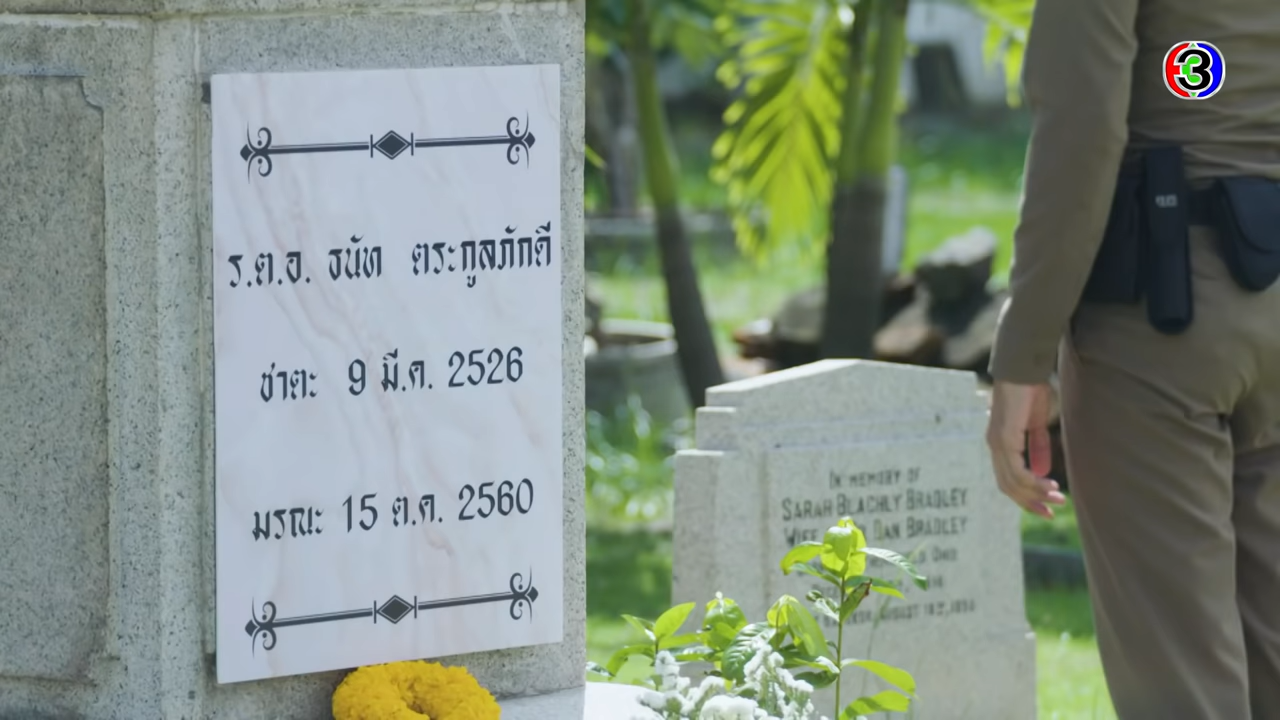 ร.ต.อ. ธนัท ตระกูลภักดี
ชาตะ 9 มี.ค. 2526
มรณะ 15 ต.ค. 2560
IN MEMORY OF
SARAH BLACHLY BRADLEY
WIFE DAN BRADLEY
3